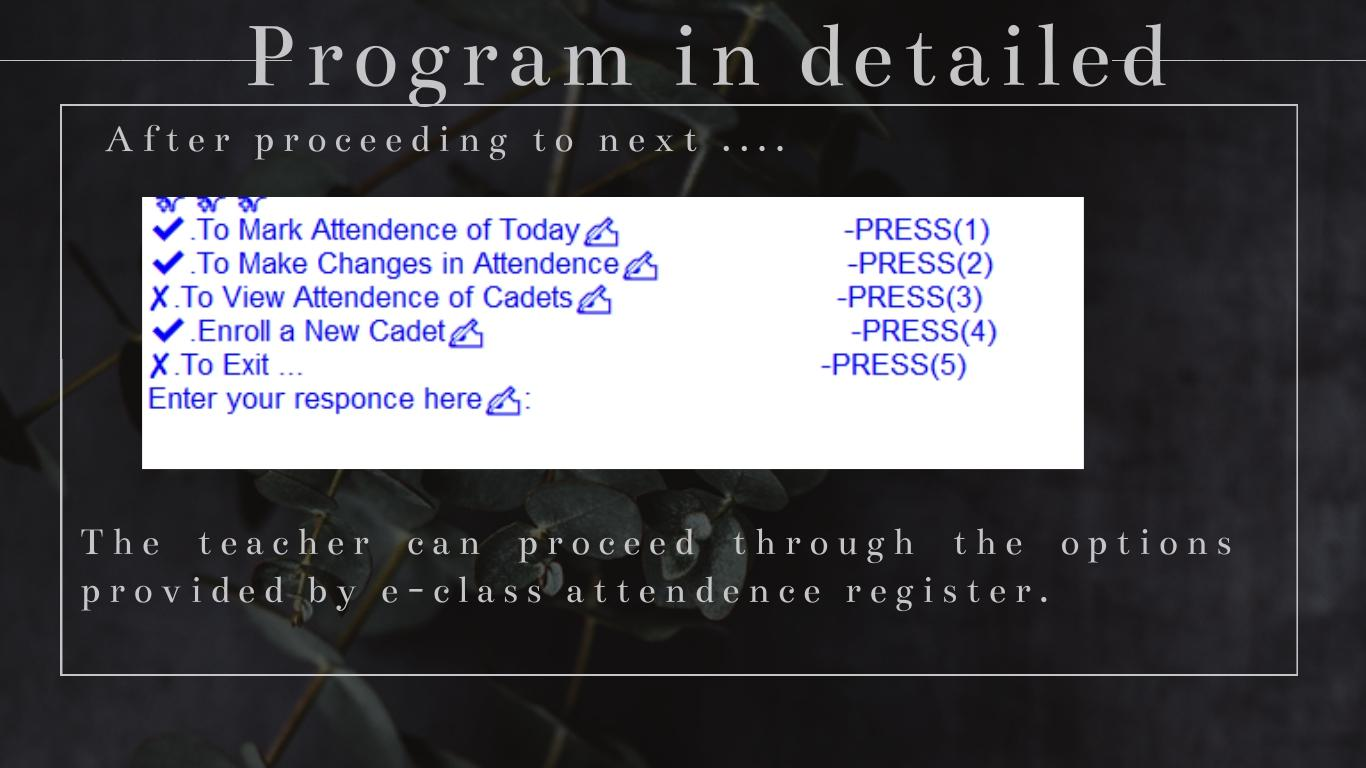 Program in detailed
After proceeding to next ....
✔.To Mark Attendence of Today✍ -PRESS(1)
✔.To Make Changes in Attendence✍ -PRESS(2)
✗.To View Attendence of Cadets✍ -PRESS(3)
✔.Enroll a New Cadet✍ -PRESS(4)
✗.To Exit ... -PRESS(5)
Enter your responce here✍:
The teacher can proceed through the options
provided by e-class attendence register.